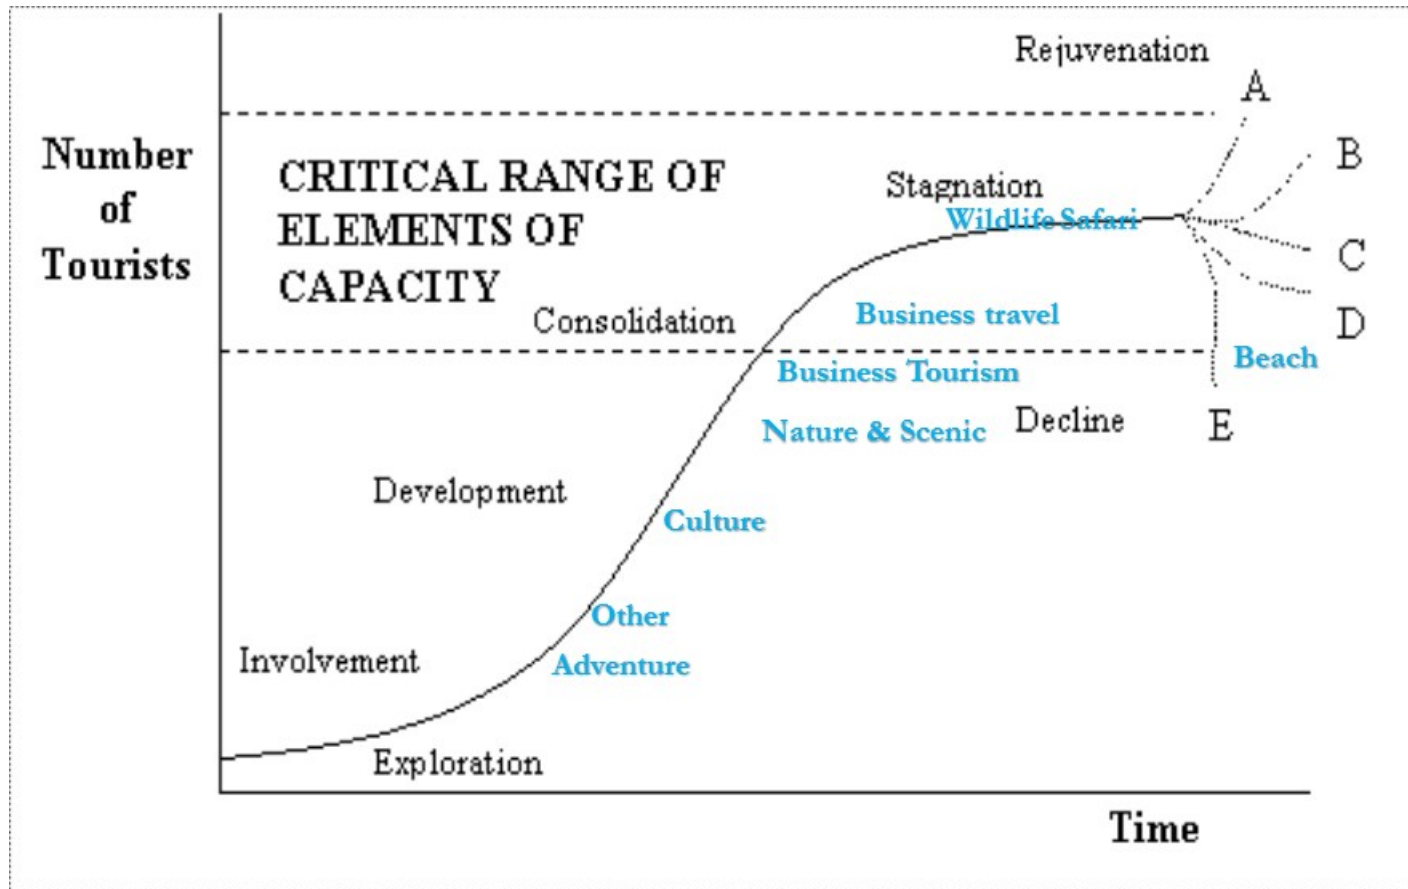 Rejuvenation
A
Number
of
Tourists
CRITICAL RANGE OF
ELEMENTS OF
CAPACITY
B
Stagnation
Wildlife Safari
C
Consolidation
Business travel
D
Business Tourism
Beach
Nature & Scenic
Decline
E
Development
Culture
Other
Involvement
Adventure
Exploration
Time